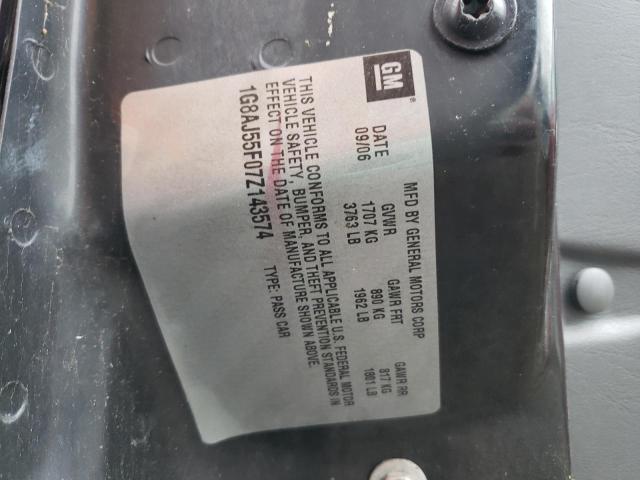 GM
®
MFD BY GENERAL MOTORS CORP
DATE GVWR GAWR FRT GAWR RR
09/06 1707 KG 890 KG 817 KG
3763 LB 1962 LB 1801 LB
THIS VEHICLE CONFORMS TO ALL APPLICABLE U.S. FEDERAL MOTOR
VEHICLE SAFETY, BUMPER, AND THEFT PREVENTION STANDARDS IN
EFFECT ON THE DATE OF MANUFACTURE SHOWN ABOVE.
1G8AJ55F07Z143574 TYPE: PASS CAR